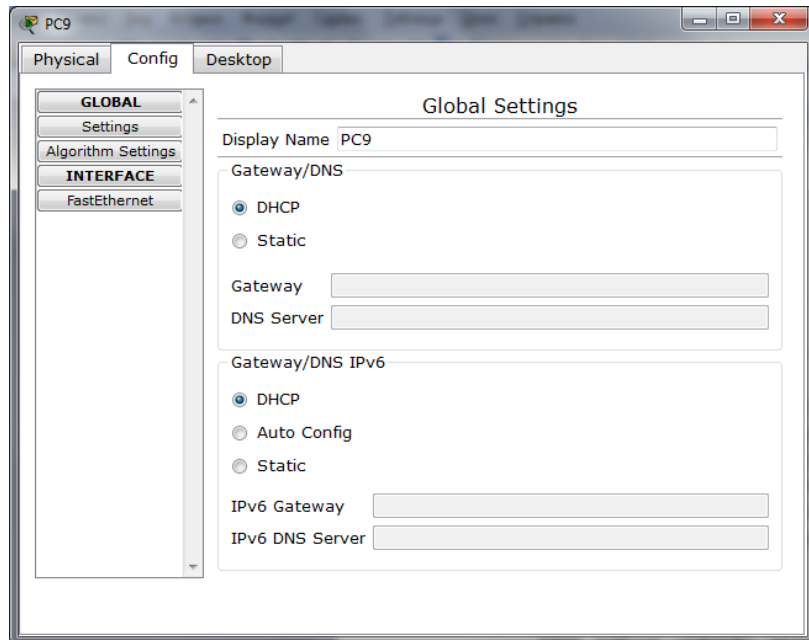 PC9
Physical Config Desktop
GLOBAL
Settings
Algorithm Settings
INTERFACE
FastEthernet
Global Settings
Display Name PC9
Gateway/DNS
DHCP
Static
Gateway
DNS Server
Gateway/DNS IPv6
DHCP
Auto Config
Static
IPv6 Gateway
IPv6 DNS Server